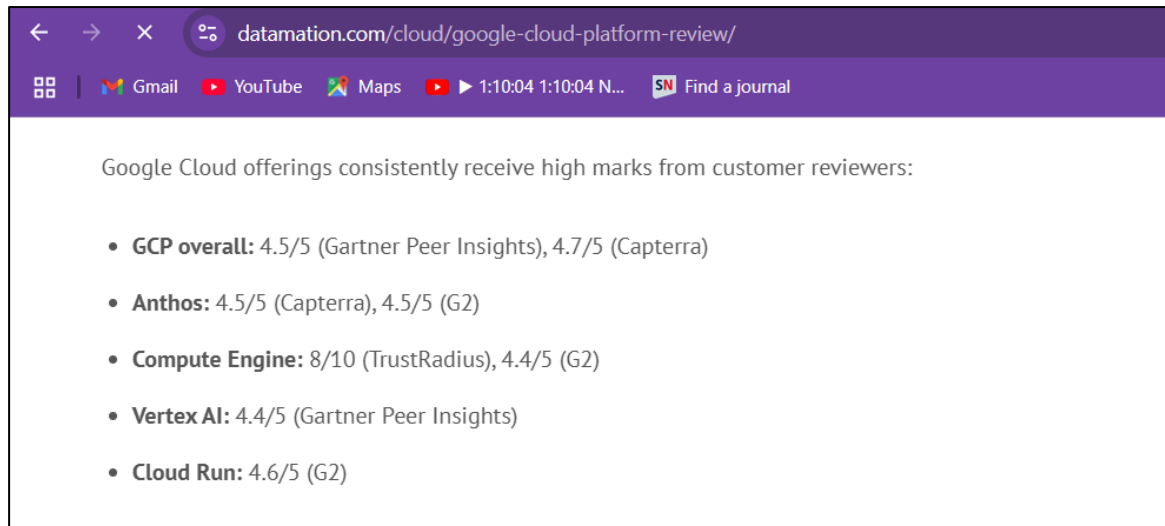 datamation.com/cloud/google-cloud-platform-review/
Gmail YouTube Maps ▶ 1:10:04 1:10:04 N... SN Find a journal
Google Cloud offerings consistently receive high marks from customer reviewers:
• GCP overall: 4.5/5 (Gartner Peer Insights), 4.7/5 (Capterra)
• Anthos: 4.5/5 (Capterra), 4.5/5 (G2)
• Compute Engine: 8/10 (TrustRadius), 4.4/5 (G2)
• Vertex AI: 4.4/5 (Gartner Peer Insights)
• Cloud Run: 4.6/5 (G2)